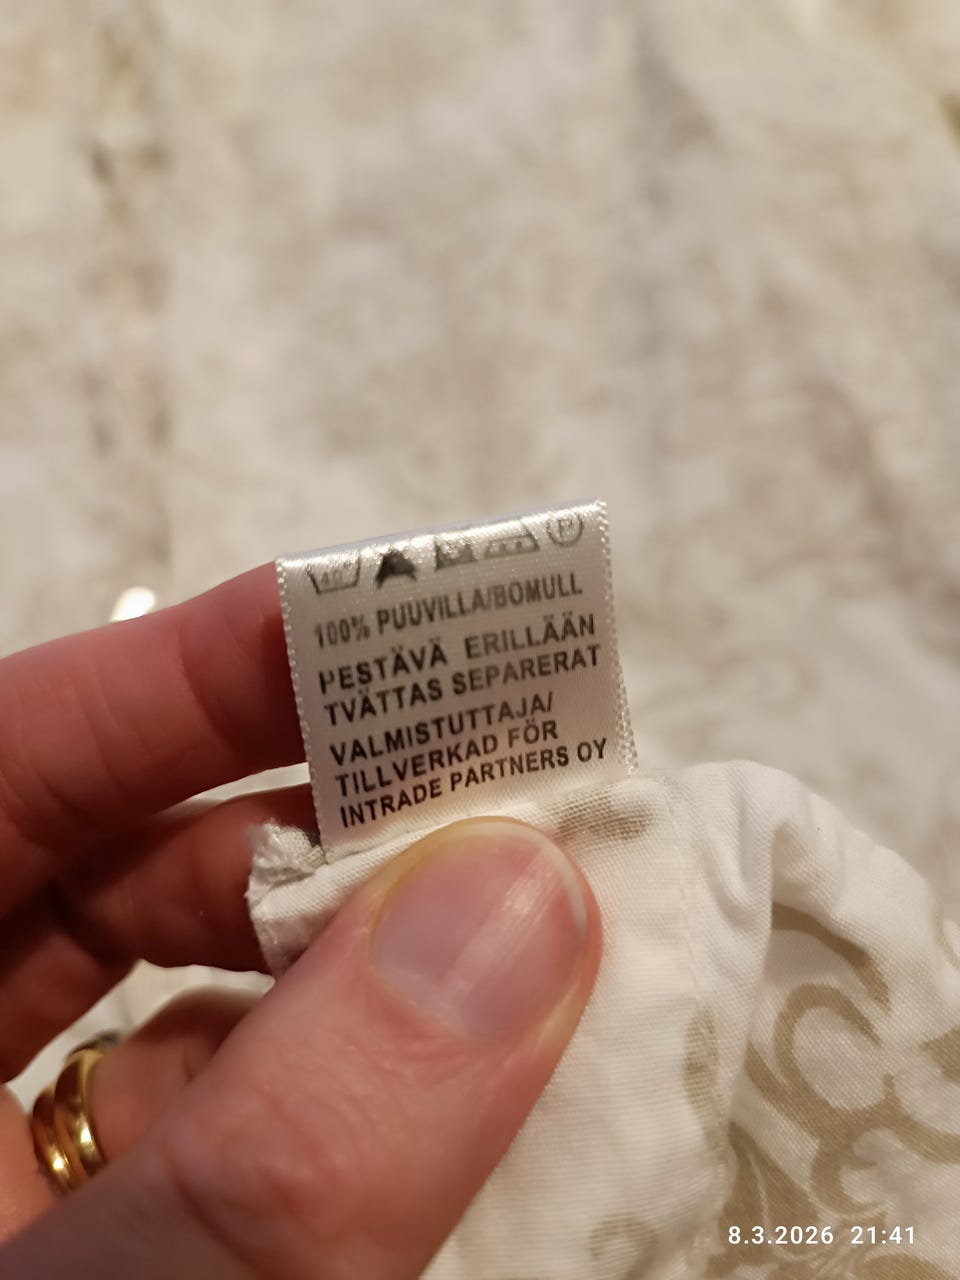 100% PUUVILLA/BOMULL
PESTÄVÄ ERILLÄÄN
TVÄTTAS SEPARERAT
VALMISTUTTAJA/
TILLVERKAD FÖR
INTRADE PARTNERS OY
8.3.2026 21:41